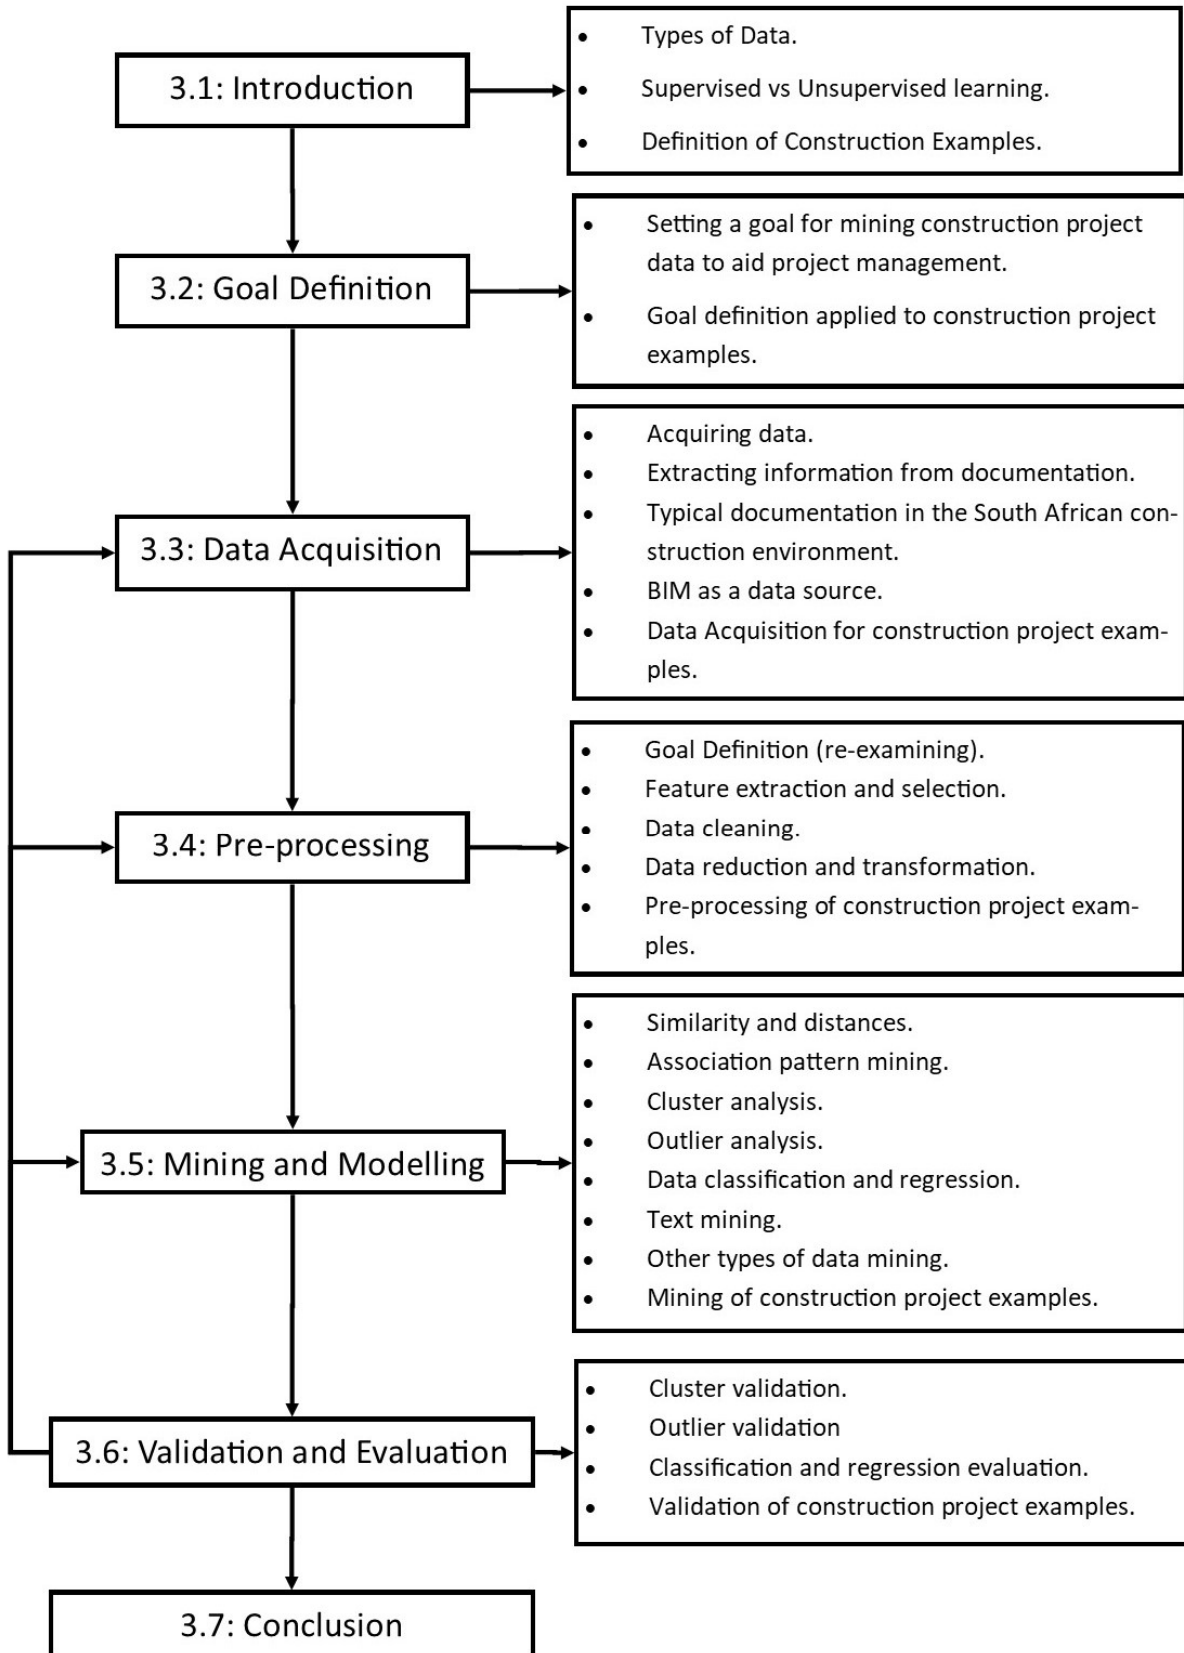 3.1: Introduction
• Types of Data.
• Supervised vs Unsupervised learning.
• Definition of Construction Examples.
3.2: Goal Definition
• Setting a goal for mining construction project
data to aid project management.
• Goal definition applied to construction project
examples.
3.3: Data Acquisition
• Acquiring data.
• Extracting information from documentation.
• Typical documentation in the South African con-
struction environment.
• BIM as a data source.
• Data Acquisition for construction project exam-
ples.
3.4: Pre-processing
• Goal Definition (re-examining).
• Feature extraction and selection.
• Data cleaning.
• Data reduction and transformation.
• Pre-processing of construction project exam-
ples.
3.5: Mining and Modelling
• Similarity and distances.
• Association pattern mining.
• Cluster analysis.
• Outlier analysis.
• Data classification and regression.
• Text mining.
• Other types of data mining.
• Mining of construction project examples.
3.6: Validation and Evaluation
• Cluster validation.
• Outlier validation
• Classification and regression evaluation.
• Validation of construction project examples.
3.7: Conclusion